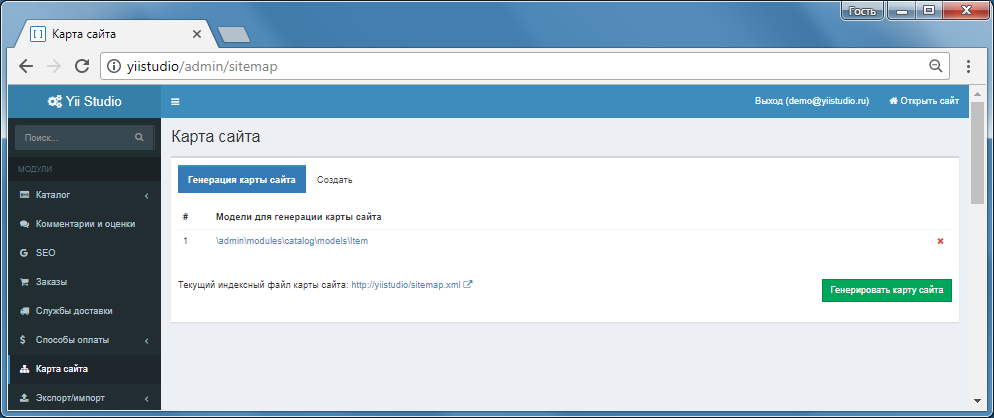 Гость
Карта сайта
yiistudio/admin/sitemap
Yii Studio
Выход (demo@yiistudio.ru)
Открыть сайт
Поиск...
МОДУЛИ
Каталог
Комментарии и оценки
SEO
Заказы
Службы доставки
Способы оплаты
Карта сайта
Экспорт/импорт
Карта сайта
Генерация карты сайта
Создать
# Модели для генерации карты сайта
1 \admin\modules\catalog\models\Item
Текущий индексный файл карты сайта: http://yiistudio/sitemap.xml
Генерировать карту сайта